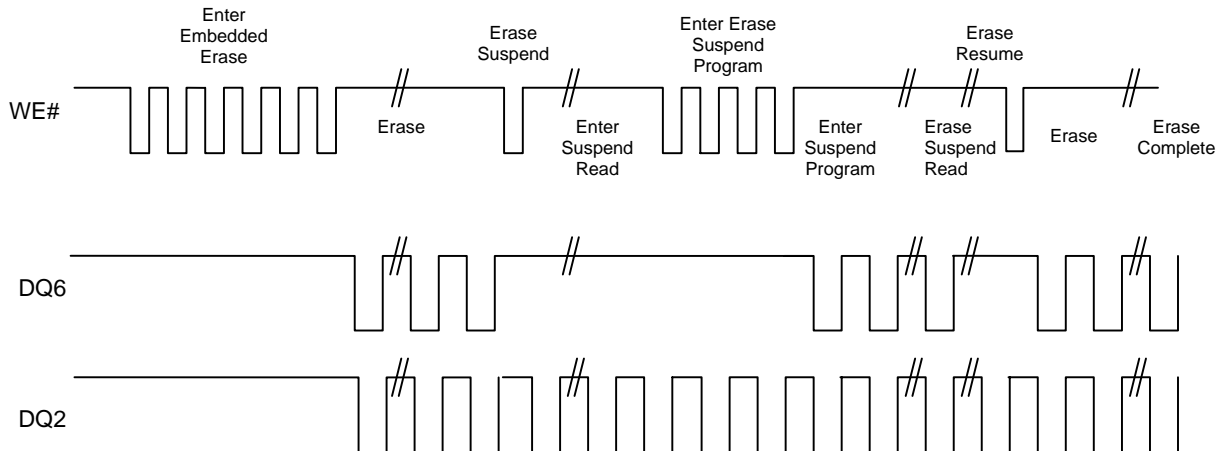 Enter
Embedded
Erase
Erase
Suspend
Enter Erase
Suspend
Program
Erase
Resume
WE#
Erase
Enter
Suspend
Read
Enter
Suspend
Program
Erase
Suspend
Read
Erase
Erase
Complete
DQ6
DQ2